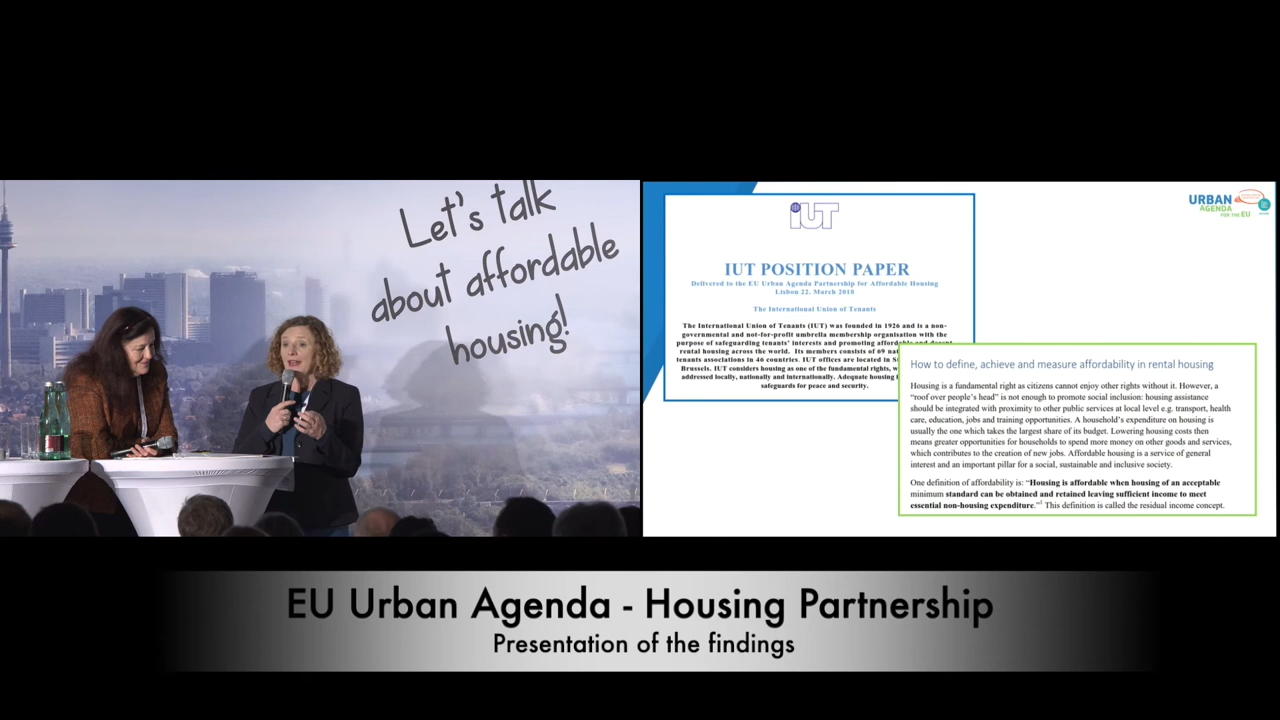 Let's talk
about affordable
housing!
iUT
IUT POSITION PAPER
Delivered to the EU Urban Agenda Partnership for Affordable Housing
Lisbon 22. March 2018
The International Union of Tenants
The International Union of Tenants (IUT) was founded in 1926 and is a non-
governmental and not-for-profit umbrella membership organisation with the
purpose of safeguarding tenants' interests and promoting affordable and decent
rental housing across the world. Its members consists of 69
tenants associations in 46 countries. IUT offices are located in
Brussels. IUT considers housing as one of the fundamental rights,
addressed locally, nationally and internationally. Adequate housing
safeguards for peace and security.
URBAN
AGENDA
FOR THE EU
How to define, achieve and measure affordability in rental housing
Housing is a fundamental right as citizens cannot enjoy other rights without it. However, a
“roof over people’s head” is not enough to promote social inclusion: housing assistance
should be integrated with proximity to other public services at local level e.g. transport, health
care, education, jobs and training opportunities. A household’s expenditure on housing is
usually the one which takes the largest share of its budget. Lowering housing costs then
means greater opportunities for households to spend more money on other goods and services,
which contributes to the creation of new jobs. Affordable housing is a service of general
interest and an important pillar for a social, sustainable and inclusive society.
One definition of affordability is: “Housing is affordable when housing of an acceptable
minimum standard can be obtained and retained leaving sufficient income to meet
essential non-housing expenditure.”1 This definition is called the residual income concept.
EU Urban Agenda - Housing Partnership
Presentation of the findings